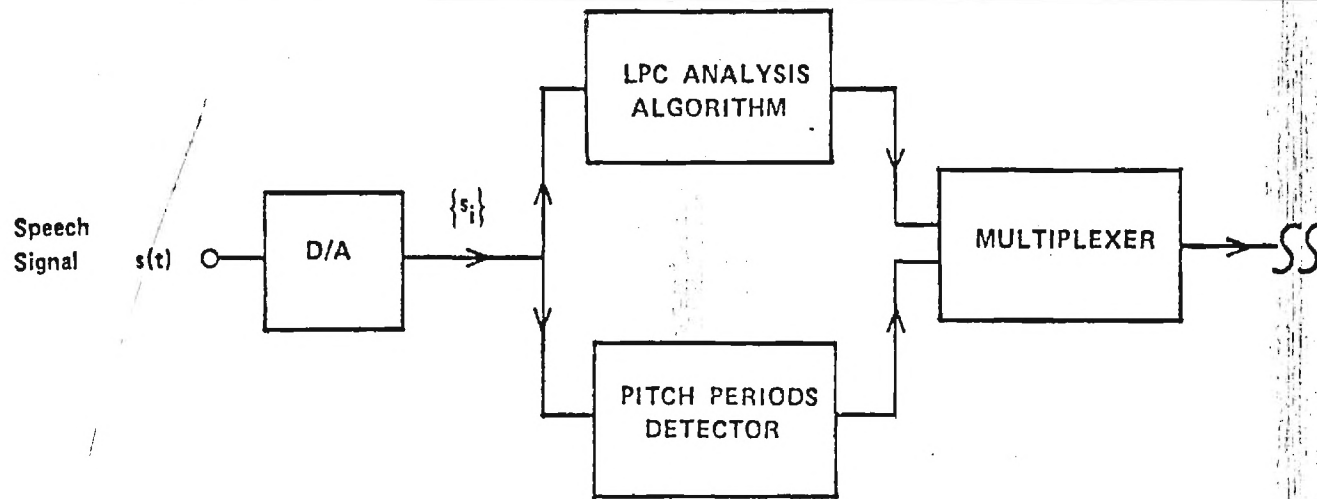 LPC ANALYSIS
ALGORITHM
{s_i}
Speech
Signal s(t)
D/A
MULTIPLEXER
PITCH PERIODS
DETECTOR